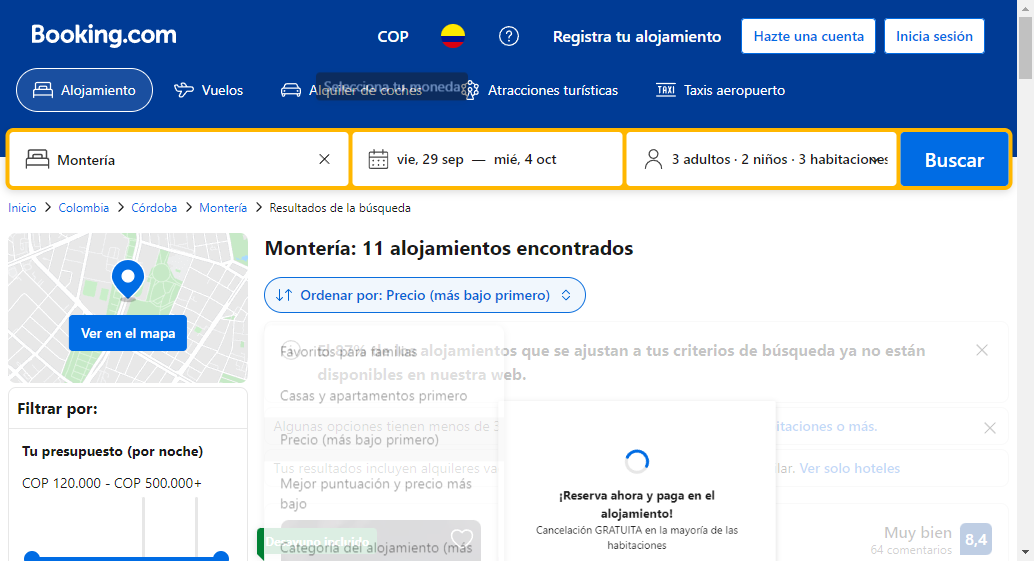 Booking.com
COP
Registra tu alojamiento
Hazte una cuenta
Inicia sesión
Alojamiento
Vuelos
Alquiler de coches
Selecciona tu moneda
Atracciones turísticas
TAXI
Taxis aeropuerto
Montería
vie, 29 sep — mié, 4 oct
3 adultos · 2 niños · 3 habitaciones
Buscar
Inicio > Colombia > Córdoba > Montería > Resultados de la búsqueda
Montería: 11 alojamientos encontrados
Ordenar por: Precio (más bajo primero)
Ver en el mapa
Filtrar por:
Tu presupuesto (por noche)
COP 120.000 - COP 500.000+
El 87% de los alojamientos que se ajustan a tus criterios de búsqueda ya no están
disponibles en nuestra web.
Favoritos para familias
Casas y apartamentos primero
Algunas opciones tienen menos de 3
itaciones o más.
Precio (más bajo primero)
Tus resultados incluyen alquileres va
lar. Ver solo hoteles
Mejor puntuación y precio más
bajo
Categoría del alojamiento (más
Desayuno incluido
¡Reserva ahora y paga en el
alojamiento!
Cancelación GRATUITA en la mayoría de las
habitaciones
Muy bien
64 comentarios
8,4